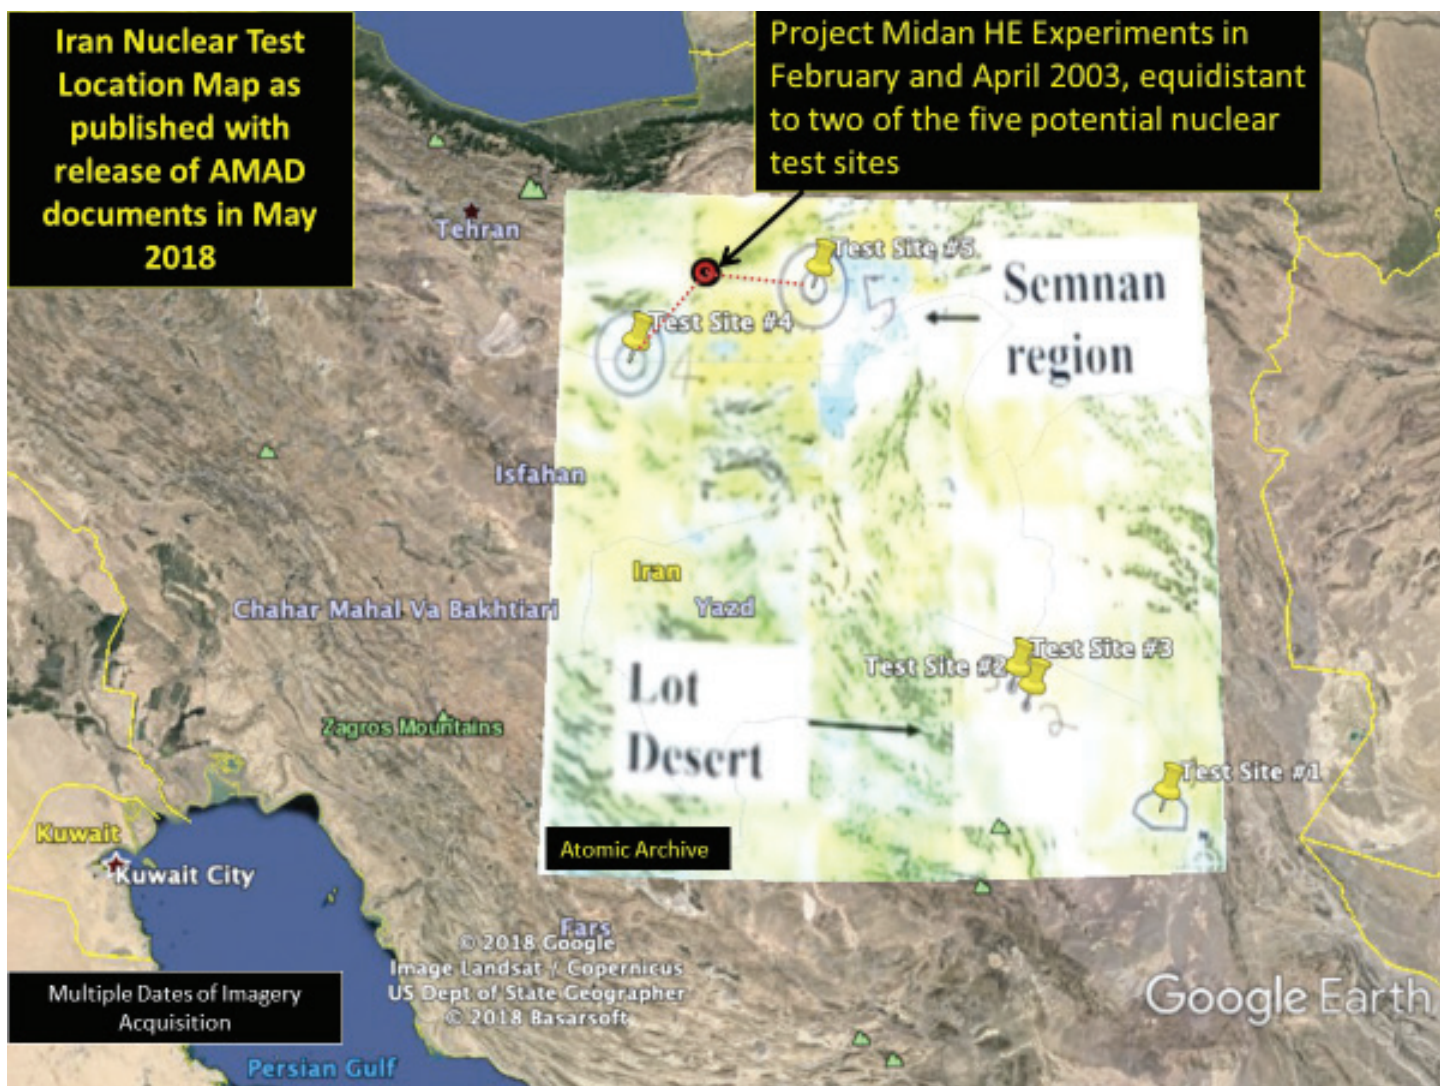 Iran Nuclear Test
Location Map as
published with
release of AMAD
documents in May
2018
Project Midan HE Experiments in
February and April 2003, equidistant
to two of the five potential nuclear
test sites
Tehran
Test Site #5
5
Semnan
region
Test Site #4
4
Isfahan
Iran
Chahar Mahal Va Bakhtiari
Yazd
Test Site #3
Test Site #2
2
Lot
Desert
Zagros Mountains
Test Site #1
Kuwait
Kuwait City
Atomic Archive
Fars
© 2018 Google
Image Landsat / Copernicus
US Dept of State Geographer
© 2018 Basarsoft
Multiple Dates of Imagery
Acquisition
Google Earth
Persian Gulf